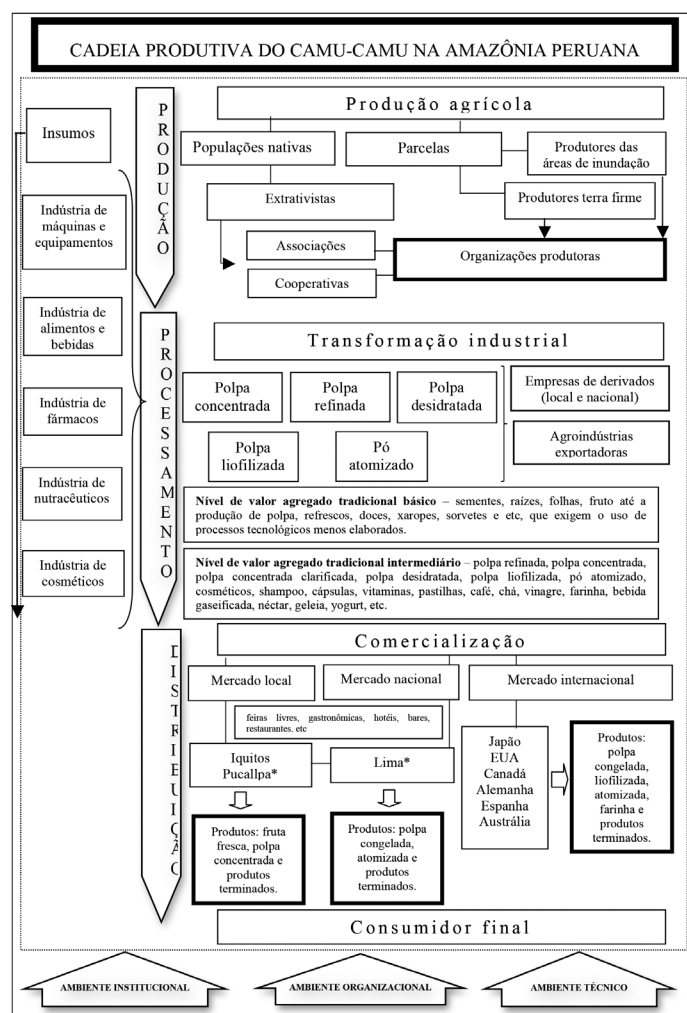 CADEIA PRODUTIVA DO CAMU-CAMU NA AMAZÔNIA PERUANA
Insumos
Indústria de
máquinas e
equipamentos
Indústria de
alimentos e
bebidas
Indústria de
fármacos
Indústria de
nutracêuticos
Indústria de
cosméticos
PRODUÇÃO
Produção agrícola
Populações nativas
Parcelas
Produtores das
áreas de inundação
Extrativistas
Produtores terra firme
Associações
Cooperativas
Organizações produtoras
PROCESSAMENTO
Transformação industrial
Polpa
concentrada
Polpa
refinada
Polpa
desidratada
Empresas de derivados
(local e nacional)
Polpa
liofilizada
Pó
atomizado
Agroindústrias
exportadoras
Nível de valor agregado tradicional básico – sementes, raízes, folhas, fruto até a
produção de polpa, refrescos, doces, xaropes, sorvetes e etc, que exigem o uso de
processos tecnológicos menos elaborados.
Nível de valor agregado tradicional intermediário – polpa refinada, polpa concentrada,
polpa concentrada clarificada, polpa desidratada, polpa liofilizada, pó atomizado,
cosméticos, shampoo, cápsulas, vitaminas, pastilhas, café, chá, vinagre, farinha, bebida
gaseificada, néctar, geleia, yogurt, etc.
DISTRIBUIÇÃO
Comercialização
Mercado local
Mercado nacional
Mercado internacional
feiras livres, gastronômicas, hotéis, bares,
restaurantes. etc
Iquitos
Pucallpa*
Lima*
Japão
EUA
Canadá
Alemanha
Espanha
Austrália
Produtos:
polpa
congelada,
liofilizada,
atomizada,
farinha e
produtos
terminados.
Produtos: fruta
fresca, polpa
concentrada e
produtos
terminados.
Produtos: polpa
congelada,
atomizada e
produtos
terminados.
Consumidor final
AMBIENTE INSTITUCIONAL
AMBIENTE ORGANIZACIONAL
AMBIENTE TÉCNICO